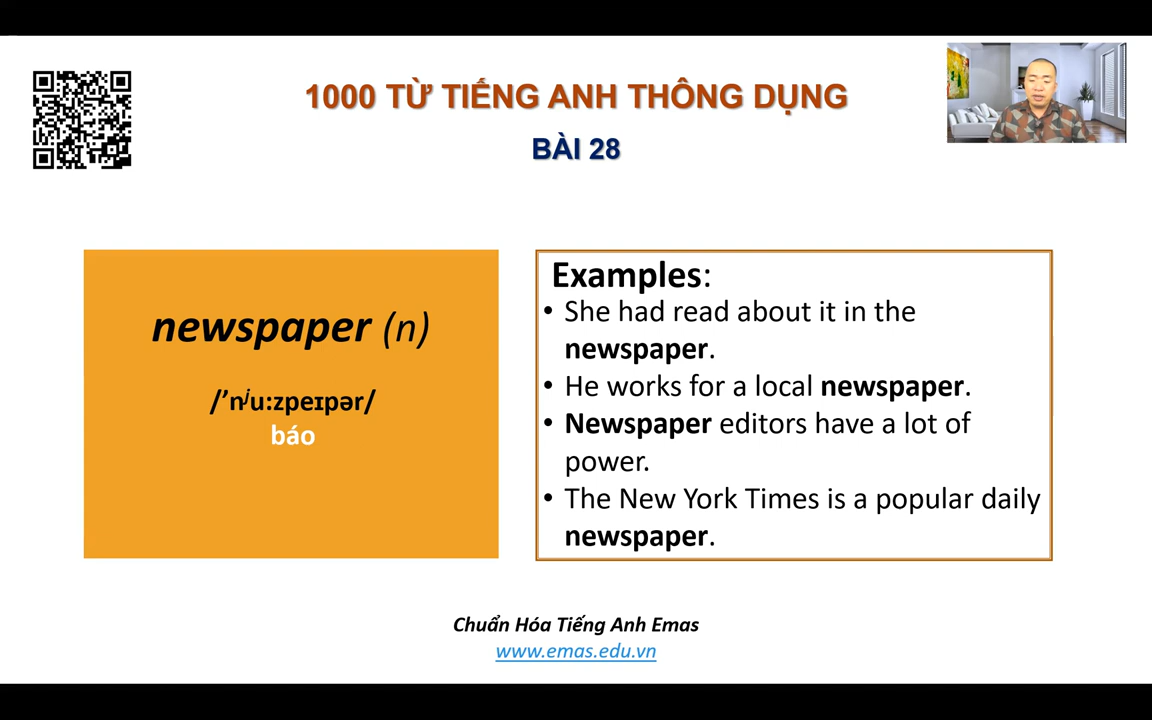 1000 TỪ TIẾNG ANH THÔNG DỤNG
BÀI 28
newspaper (n)
/’nʲu:zpeɪpər/
báo
Examples:
• She had read about it in the
newspaper.
• He works for a local newspaper.
• Newspaper editors have a lot of
power.
• The New York Times is a popular daily
newspaper.
Chuẩn Hóa Tiếng Anh Emas
www.emas.edu.vn